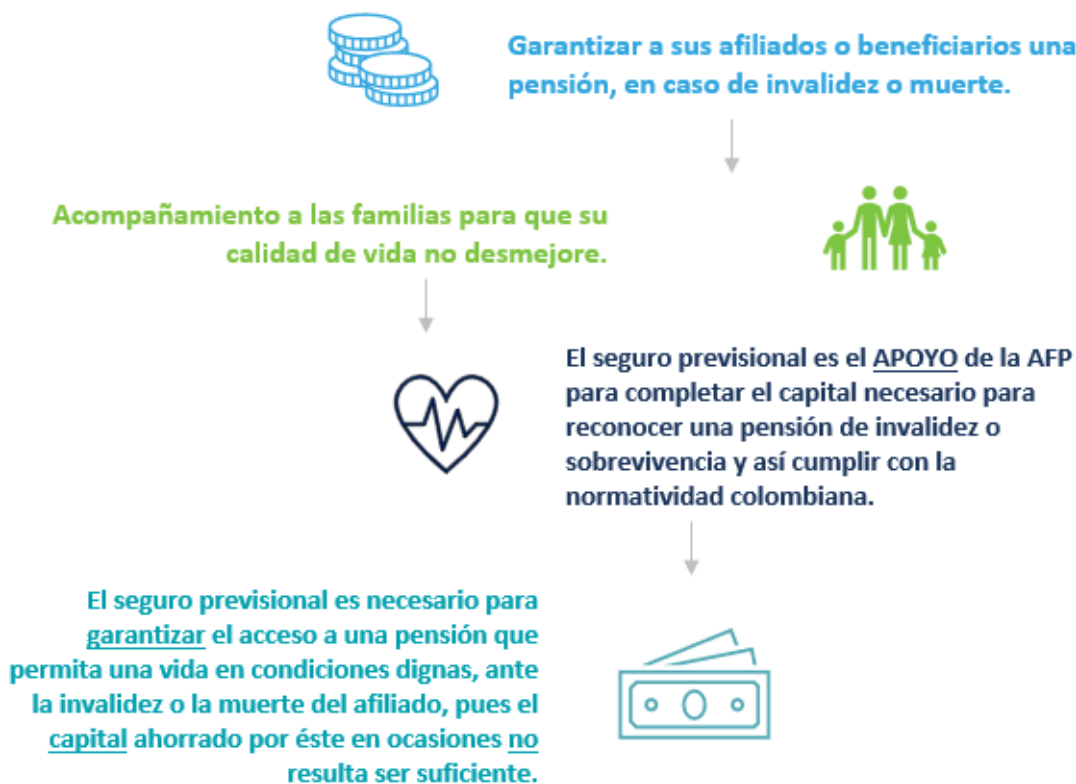 Garantizar a sus afiliados o beneficiarios una
pensión, en caso de invalidez o muerte.
Acompañamiento a las familias para que su
calidad de vida no desmejore.
El seguro previsional es el APOYO de la AFP
para completar el capital necesario para
reconocer una pensión de invalidez o
sobrevivencia y así cumplir con la
normatividad colombiana.
El seguro previsional es necesario para
garantizar el acceso a una pensión que
permita una vida en condiciones dignas, ante
la invalidez o la muerte del afiliado, pues el
capital ahorrado por éste en ocasiones no
resulta ser suficiente.